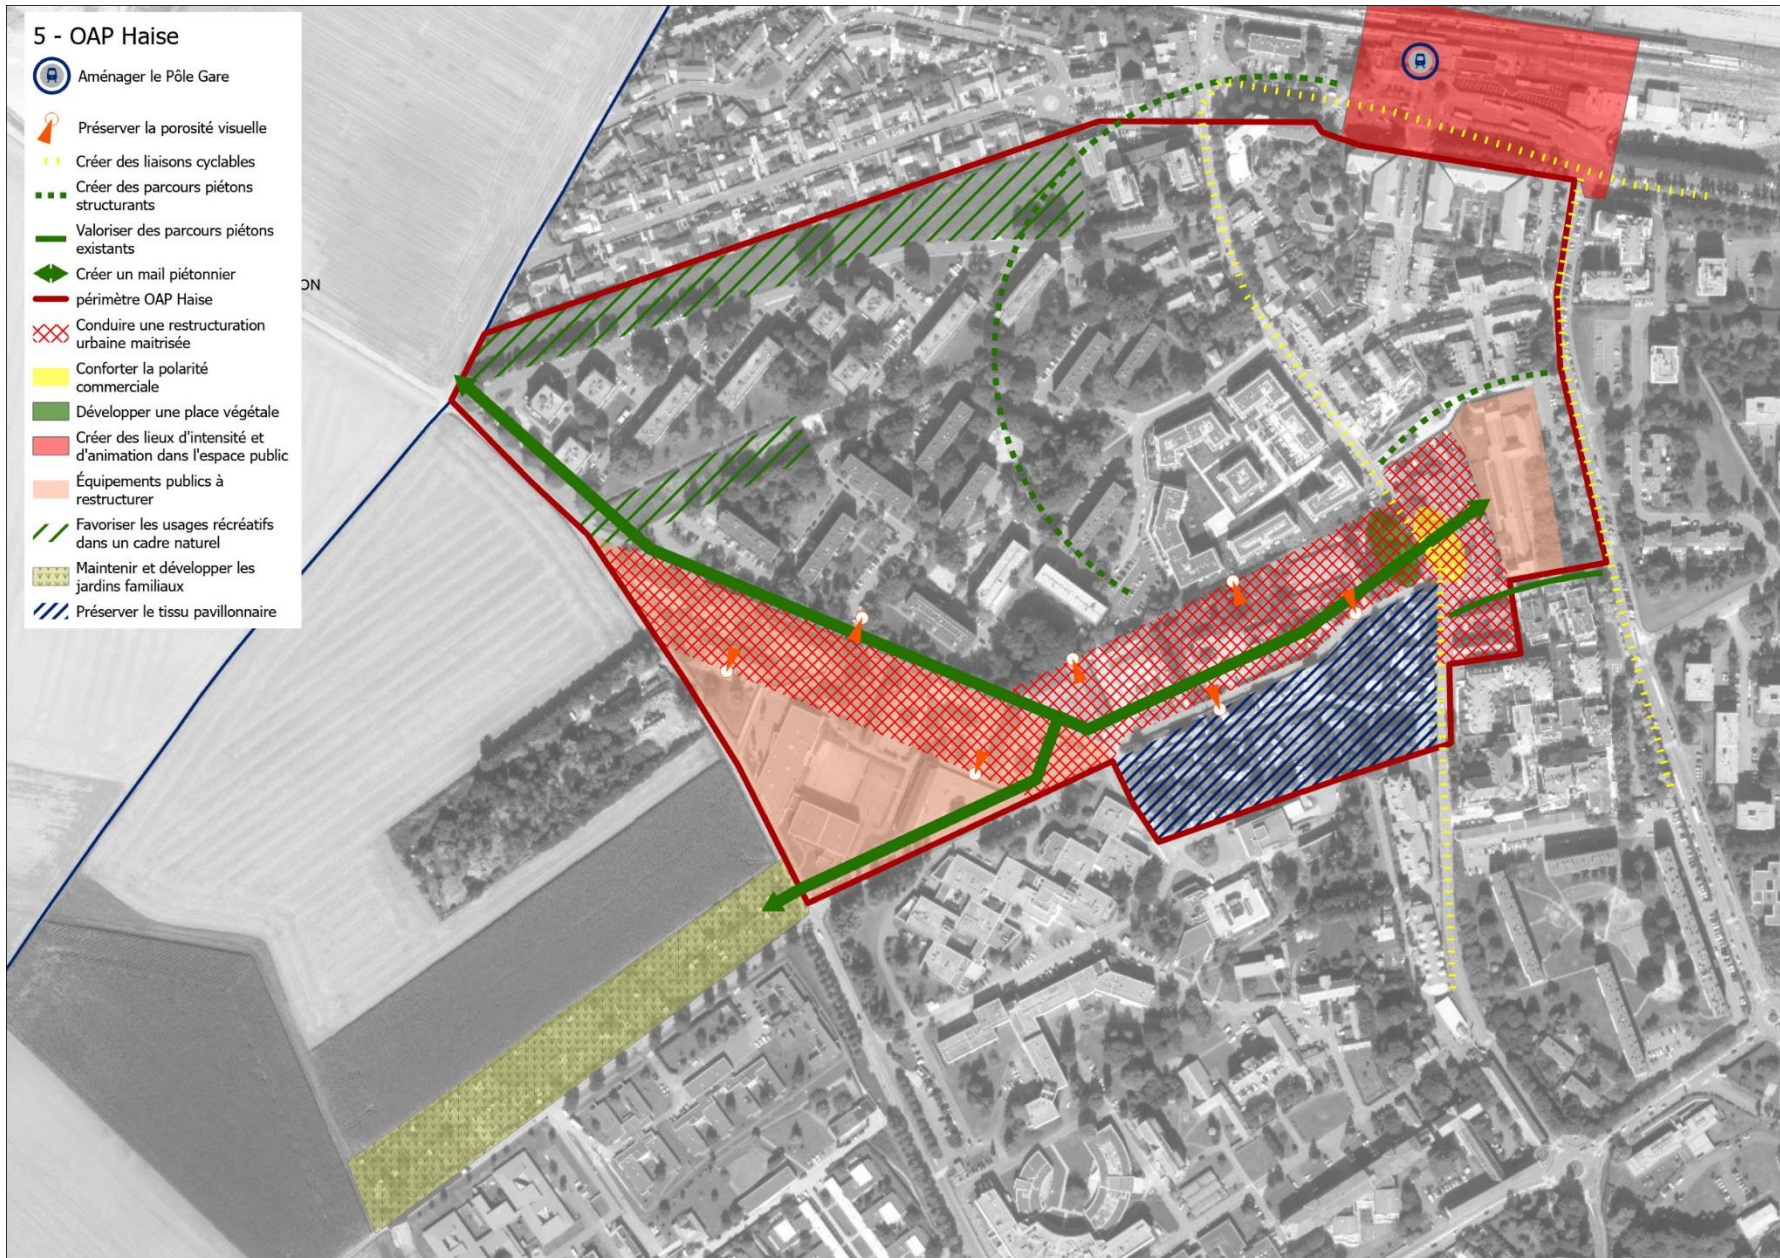 5 - OAP Haise
Aménager le Pôle Gare
Préserver la porosité visuelle
Créer des liaisons cyclables
Créer des parcours piétons
structurants
Valoriser des parcours piétons
existants
Créer un mail piétonnier
périmètre OAP Haise
Conduire une restructuration
urbaine maitrisée
Conforter la polarité
commerciale
Développer une place végétale
Créer des lieux d'intensité et
d'animation dans l'espace public
Équipements publics à
restructurer
Favoriser les usages récréatifs
dans un cadre naturel
Maintenir et développer les
jardins familiaux
Préserver le tissu pavillonnaire
ON